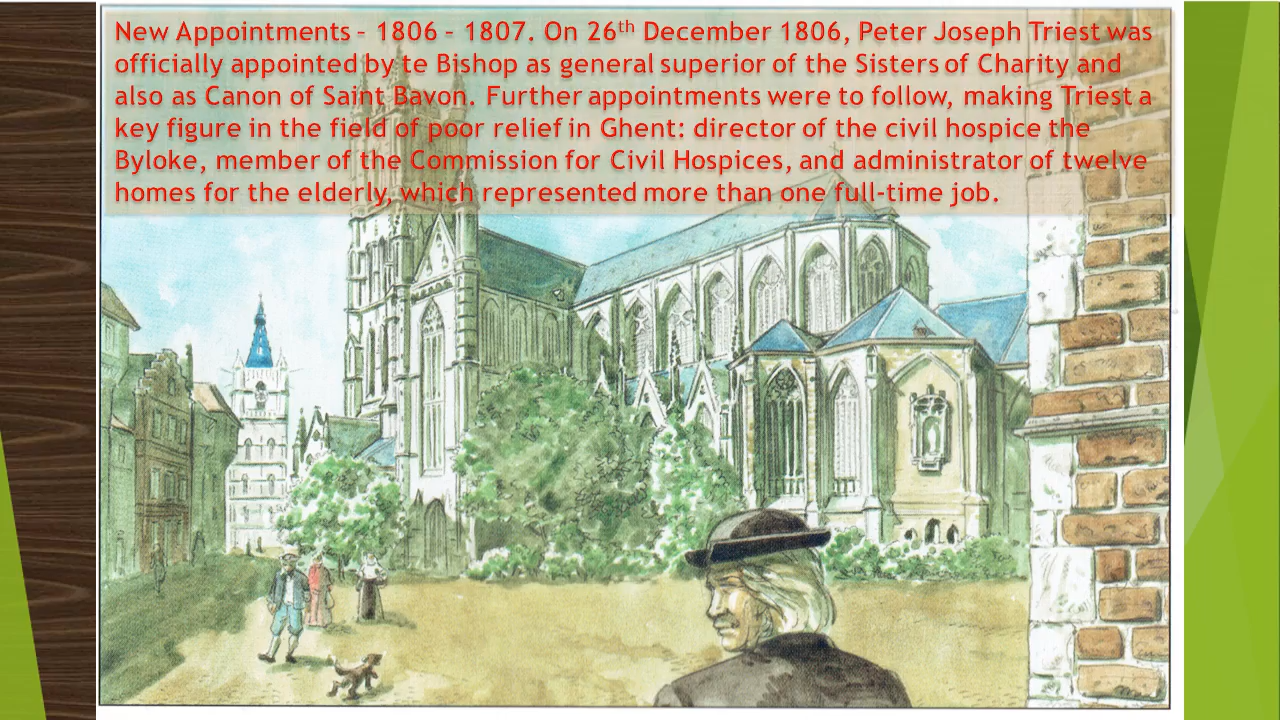 New Appointments – 1806 – 1807. On 26th December 1806, Peter Joseph Triest was
officially appointed by te Bishop as general superior of the Sisters of Charity and
also as Canon of Saint Bavon. Further appointments were to follow, making Triest a
key figure in the field of poor relief in Ghent: director of the civil hospice the
Byloke, member of the Commission for Civil Hospices, and administrator of twelve
homes for the elderly, which represented more than one full-time job.